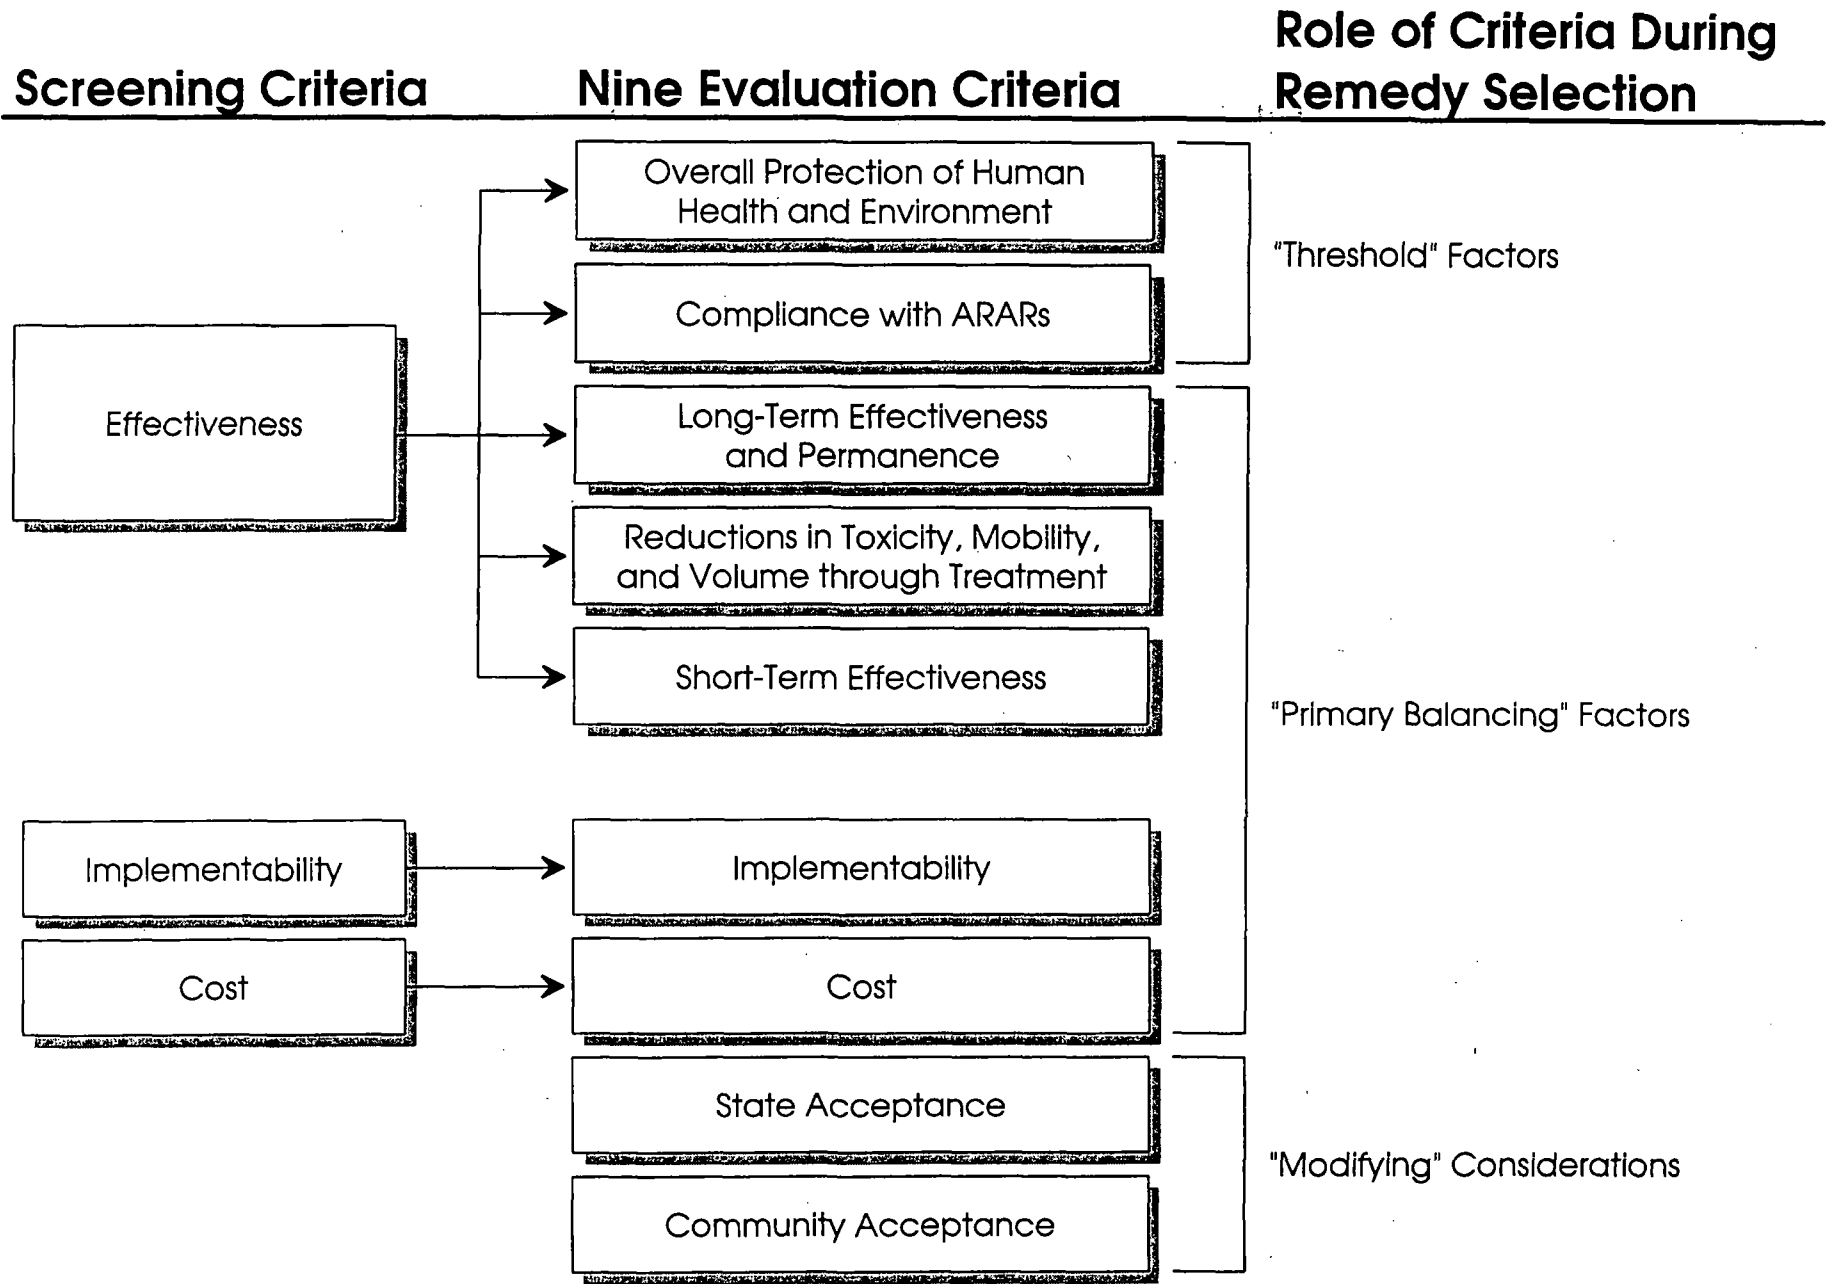 Role of Criteria During
Screening Criteria Nine Evaluation Criteria Remedy Selection
Overall Protection of Human
Health and Environment
"Threshold" Factors
Compliance with ARARs
Effectiveness
Long-Term Effectiveness
and Permanence
Reductions in Toxicity, Mobility,
and Volume through Treatment
Short-Term Effectiveness
"Primary Balancing" Factors
Implementability
Implementability
Cost
Cost
State Acceptance
"Modifying" Considerations
Community Acceptance